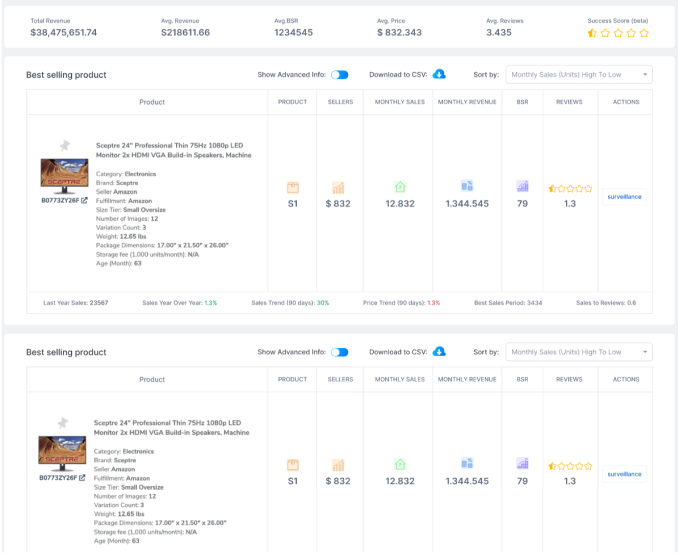 Total Revenue
$38,475,651.74
Avg. Revenue
S218611.66
Avg.BSR
1234545
Avg. Price
$ 832.343
Avg. Reviews
3.435
Success Score (beta)
Best selling product
Show Advanced Info:
Download to CSV:
Sort by:
Monthly Sales (Units) High To Low
Product
PRODUCT
SELLERS
MONTHLY SALES
MONTHLY REVENUE
BSR
REVIEWS
ACTIONS
SCEPTRE
B0773ZY26F
Sceptre 24" Professional Thin 75Hz 1080p LED
Monitor 2x HDMI VGA Build-in Speakers, Machine
Category: Electronics
Brand: Sceptre
Seller Amazon
Fulfillment: Amazon
Size Tier: Small Oversize
Number of Images: 12
Variation Count: 3
Weight: 12.65 lbs
Package Dimensions: 17.00" x 21.50" x 26.00"
Storage fee (1,000 units/month): N/A
Age (Month): 63
S1
$ 832
12.832
1.344.545
79
1.3
surveillance
Last Year Sales: 23567
Sales Year Over Year: 1.3%
Sales Trend (90 days): 30%
Price Trend (90 days): 1.3%
Best Sales Period: 3434
Sales to Reviews: 0.6
Best selling product
Show Advanced Info:
Download to CSV:
Sort by:
Monthly Sales (Units) High To Low
Product
PRODUCT
SELLERS
MONTHLY SALES
MONTHLY REVENUE
BSR
REVIEWS
ACTIONS
SCEPTRE
B0773ZY26F
Sceptre 24" Professional Thin 75Hz 1080p LED
Monitor 2x HDMI VGA Build-in Speakers, Machine
Category: Electronics
Brand: Sceptre
Seller Amazon
Fulfillment: Amazon
Size Tier: Small Oversize
Number of Images: 12
Variation Count: 3
Weight: 12.65 lbs
Package Dimensions: 17.00" x 21.50" x 26.00"
Storage fee (1,000 units/month): N/A
Age (Month): 63
S1
$ 832
12.832
1.344.545
79
1.3
surveillance